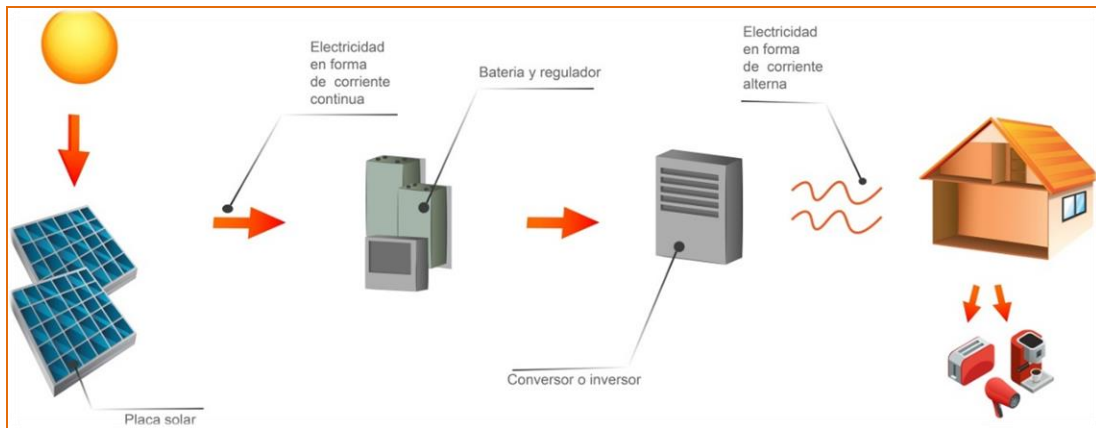 Electricidad
en forma
de corriente
continua
Bateria y regulador
Electricidad
en forma
de corriente
alterna
Conversor o inversor
Placa solar